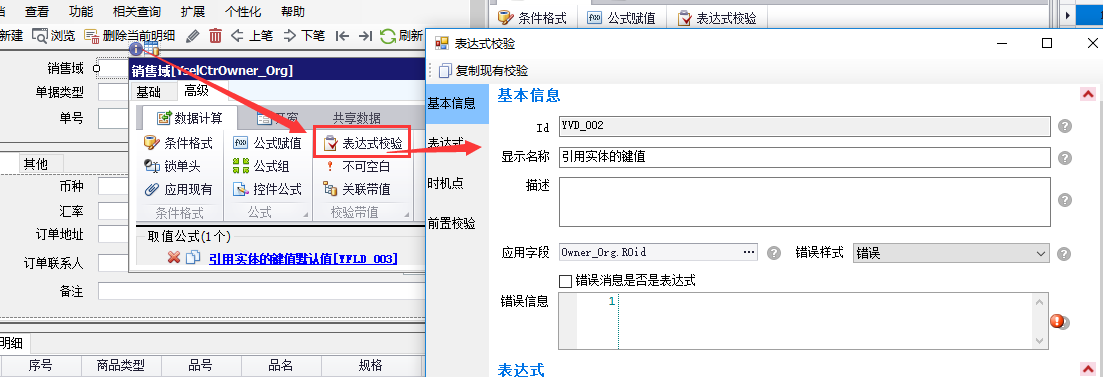 查看 功能 相关查询 扩展 个性化 帮助
新建 浏览 删除当前明细 上笔 下笔 刷新
销售域
单据类型
单号
其他
币种
汇率
订单地址
订单联系人
备注
明细
序号 商品类型 品号 品名 规格
销售域[YselCtrOwner_Org]
基础 高级
数据计算 共享数据
条件格式 公式赋值 表达式校验
锁单头 公式组 不可空白
应用现有 控件公式 关联带值
条件格式 公式 校验带值
取值公式(1个)
引用实体的键值默认值[YFLD_003]
条件格式 公式赋值 表达式校验
表达式校验
复制现有校验
基本信息
表达式
时机点
前置校验
基本信息
Id YVD_002
显示名称 引用实体的键值
描述
应用字段 Owner_Org.ROid ... 错误样式 错误
错误消息是否是表达式
错误信息 1
表达式